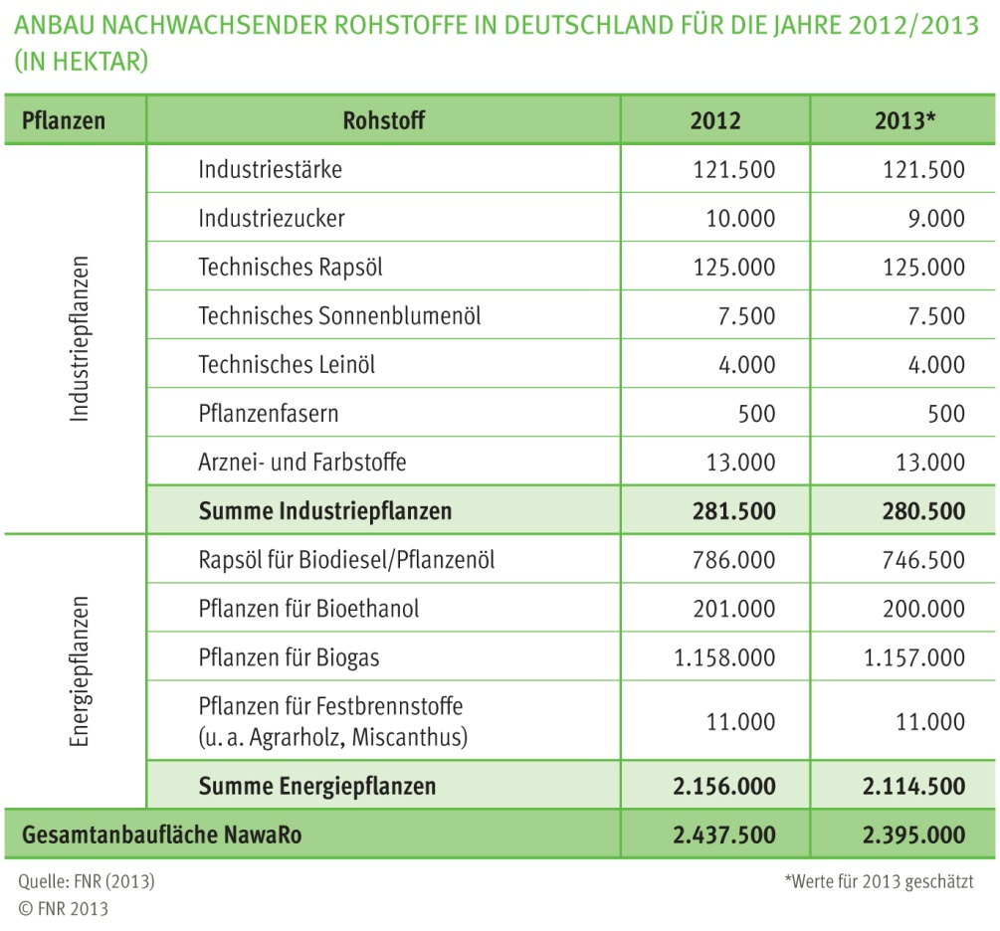 ANBAU NACHWACHSENDER ROHSTOFFE IN DEUTSCHLAND FÜR DIE JAHRE 2012/2013
(IN HEKTAR)
Pflanzen Rohstoff 2012 2013*
Industriepflanzen
Industriestärke 121.500 121.500
Industriezucker 10.000 9.000
Technisches Rapsöl 125.000 125.000
Technisches Sonnenblumenöl 7.500 7.500
Technisches Leinöl 4.000 4.000
Pflanzenfasern 500 500
Arznei- und Farbstoffe 13.000 13.000
Summe Industriepflanzen 281.500 280.500
Energiepflanzen
Rapsöl für Biodiesel/Pflanzenöl 786.000 746.500
Pflanzen für Bioethanol 201.000 200.000
Pflanzen für Biogas 1.158.000 1.157.000
Pflanzen für Festbrennstoffe
(u. a. Agrarholz, Miscanthus) 11.000 11.000
Summe Energiepflanzen 2.156.000 2.114.500
Gesamtanbaufläche NawaRo 2.437.500 2.395.000
Quelle: FNR (2013) *Werte für 2013 geschätzt
© FNR 2013